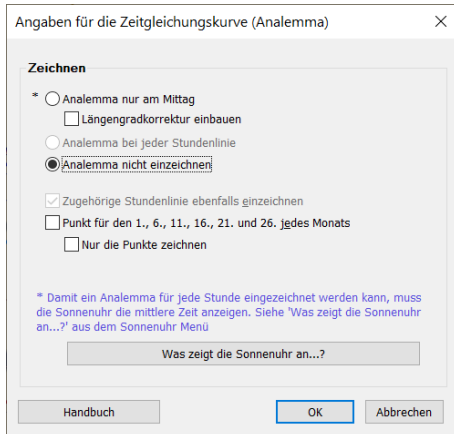 Angaben für die Zeitgleichungskurve (Analemma)
Zeichnen
* Analemma nur am Mittag
Längengradkorrektur einbauen
Analemma bei jeder Stundenlinie
Analemma nicht einzeichnen
Zugehörige Stundenlinie ebenfalls einzeichnen
Punkt für den 1., 6., 11., 16., 21. und 26. jedes Monats
Nur die Punkte zeichnen
* Damit ein Analemma für jede Stunde eingezeichnet werden kann, muss
die Sonnenuhr die mittlere Zeit anzeigen. Siehe 'Was zeigt die Sonnenuhr
an...?' aus dem Sonnenuhr Menü
Was zeigt die Sonnenuhr an...?
Handbuch OK Abbrechen